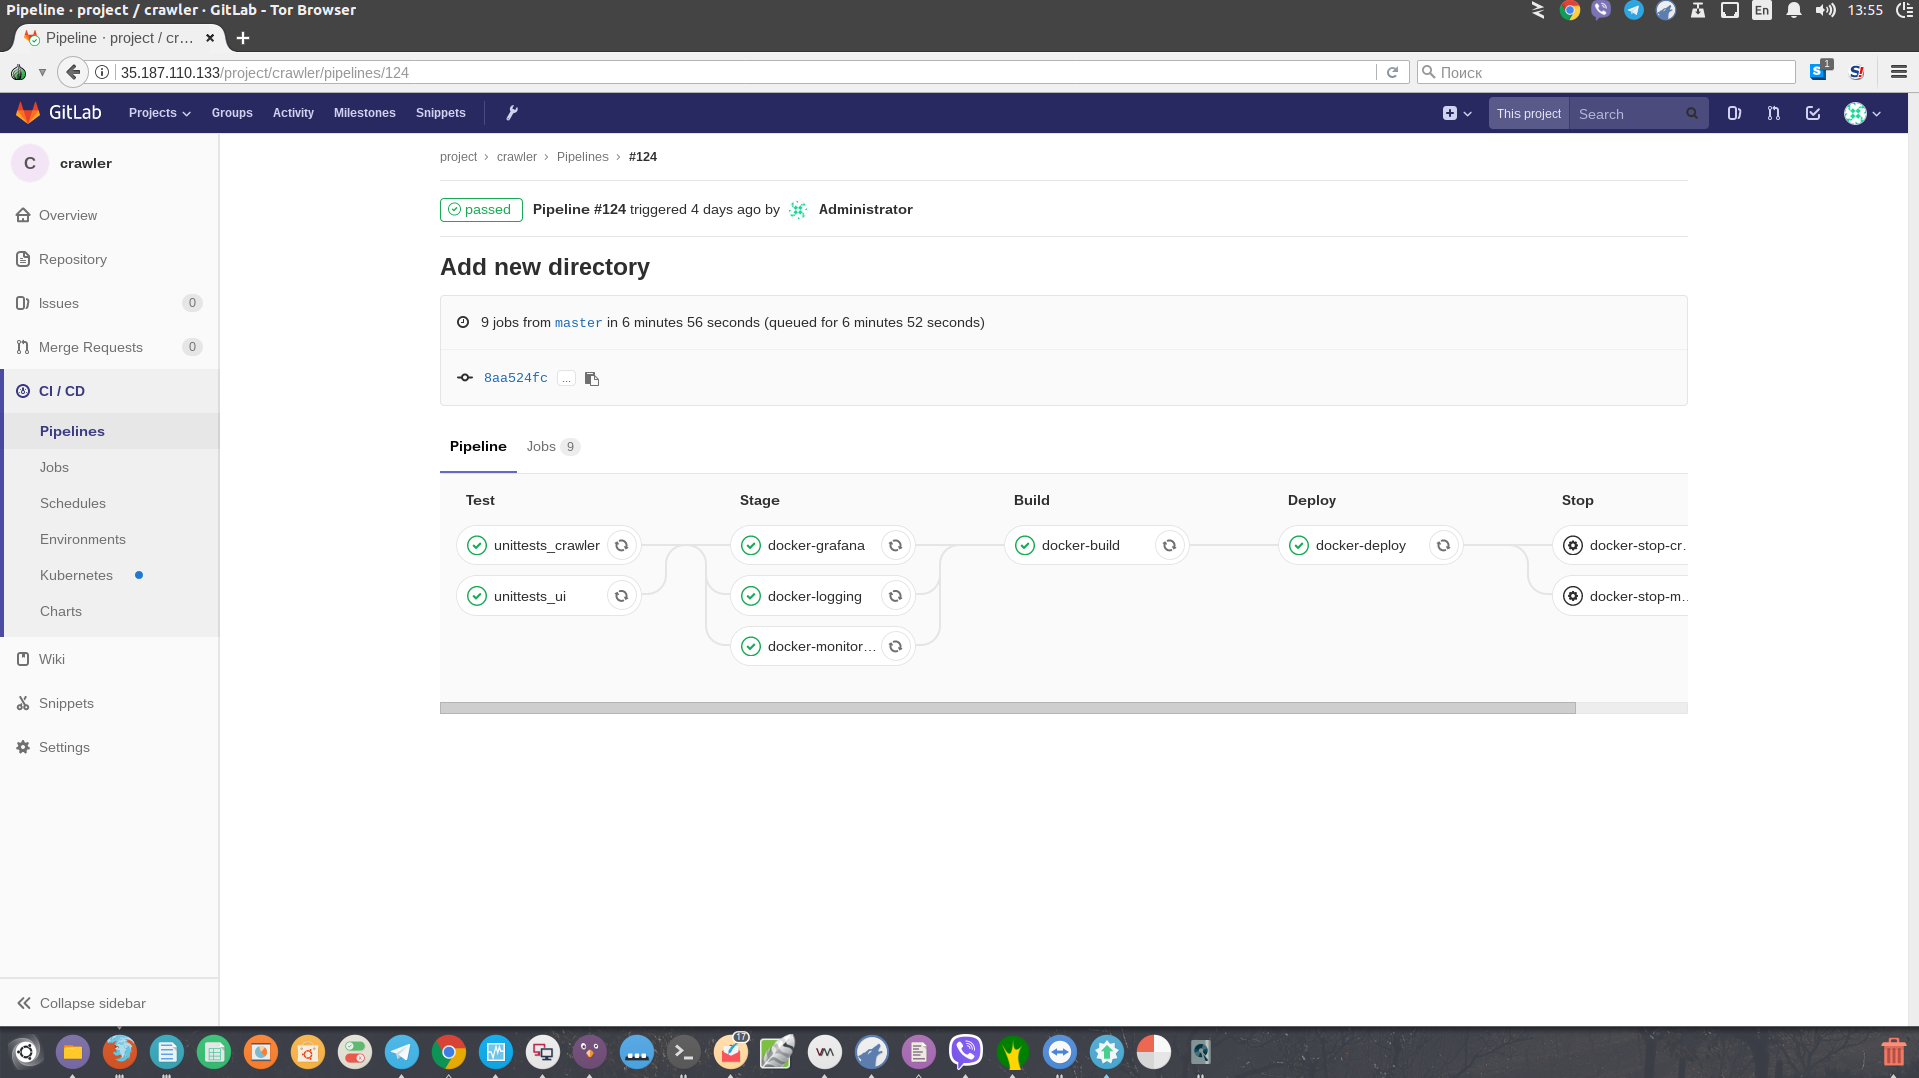 Pipeline · project / crawler · GitLab - Tor Browser
En
13:55
Pipeline · project / cr...
35.187.110.133/project/crawler/pipelines/124
Поиск
1
GitLab
Projects
Groups
Activity
Milestones
Snippets
This project
Search
C
crawler
Overview
Repository
Issues 0
Merge Requests 0
CI / CD
Pipelines
Jobs
Schedules
Environments
Kubernetes
Charts
Wiki
Snippets
Settings
Collapse sidebar
project › crawler › Pipelines › #124
passed Pipeline #124 triggered 4 days ago by Administrator
Add new directory
9 jobs from master in 6 minutes 56 seconds (queued for 6 minutes 52 seconds)
8aa524fc ...
Pipeline Jobs 9
Test
Stage
Build
Deploy
Stop
unittests_crawler
docker-grafana
docker-build
docker-deploy
docker-stop-cr...
unittests_ui
docker-logging
docker-stop-m...
docker-monitor...
17